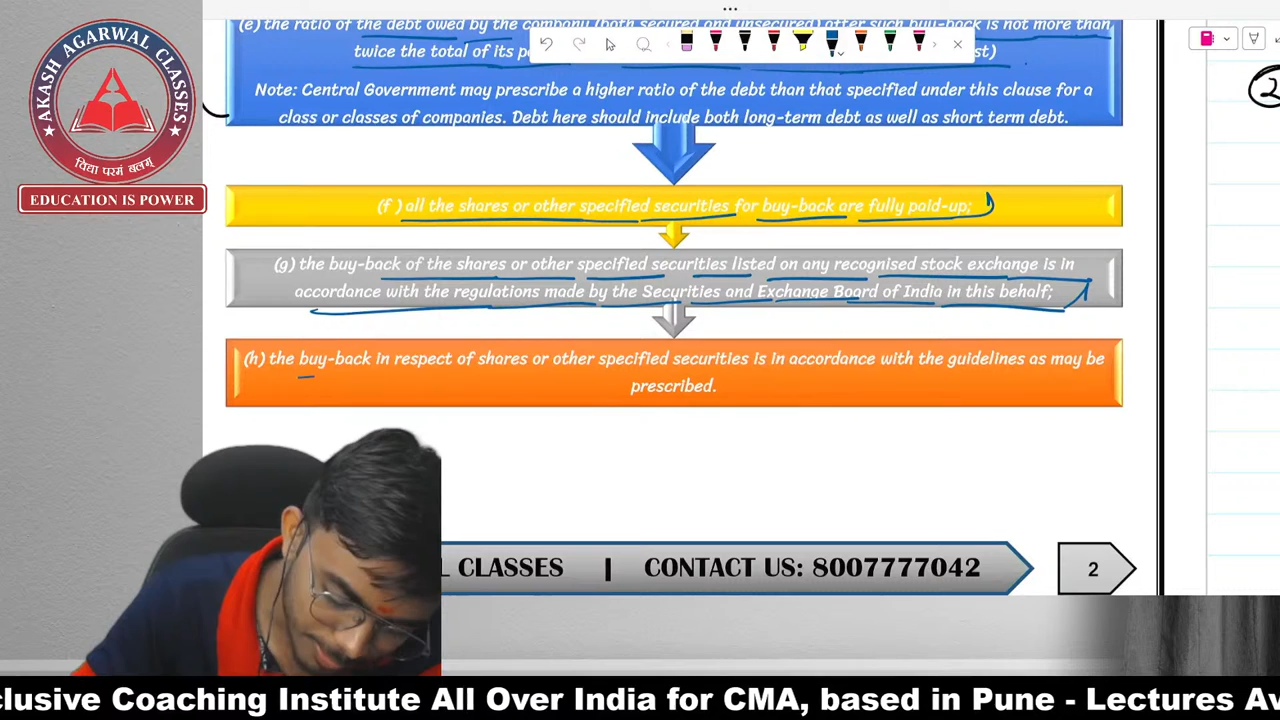 (e) the ratio of the debt owed by the company (both secured and unsecured) after such buy-back is not more than
twice the total of its
Note: Central Government may prescribe a higher ratio of the debt than that specified under this clause for a
class or classes of companies. Debt here should include both long-term debt as well as short term debt.
(f ) all the shares or other specified securities for buy-back are fully paid-up;
(g) the buy-back of the shares or other specified securities listed on any recognised stock exchange is in
accordance with the regulations made by the Securities and Exchange Board of India in this behalf;
(h) the buy-back in respect of shares or other specified securities is in accordance with the guidelines as may be
prescribed.
AKASH AGARWAL CLASSES
विद्या परमं बलम्
EDUCATION IS POWER
CLASSES | CONTACT US: 8007777042
2
2
clusive Coaching Institute All Over India for CMA, based in Pune - Lectures Av